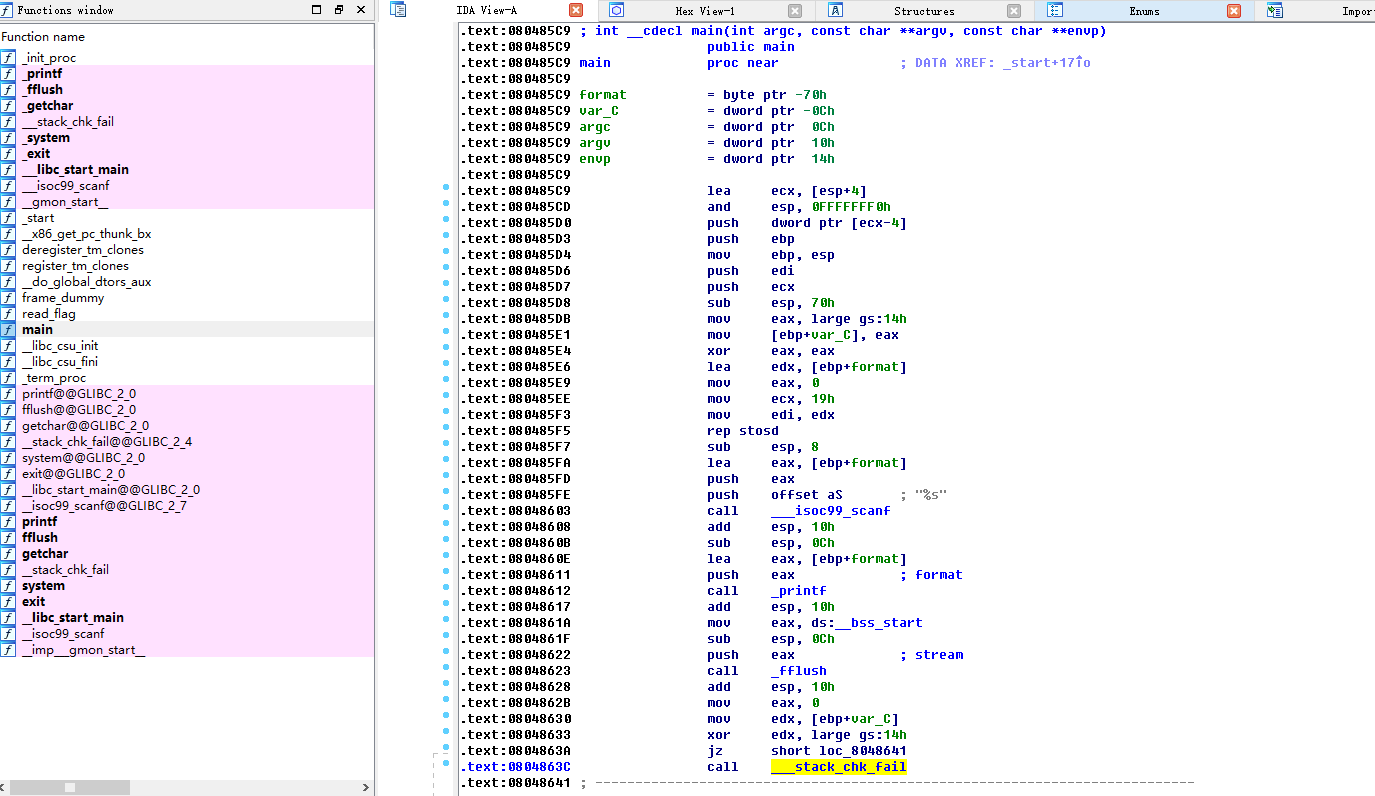 Functions window
IDA View-A
Hex View-1
Structures
Enums
Impor
Function name
_init_proc
_printf
_fflush
_getchar
___stack_chk_fail
_system
_exit
___libc_start_main
___isoc99_scanf
__gmon_start__
_start
__x86_get_pc_thunk_bx
deregister_tm_clones
register_tm_clones
__do_global_dtors_aux
frame_dummy
read_flag
main
__libc_csu_init
__libc_csu_fini
_term_proc
printf@@GLIBC_2_0
fflush@@GLIBC_2_0
getchar@@GLIBC_2_0
__stack_chk_fail@@GLIBC_2_4
system@@GLIBC_2_0
exit@@GLIBC_2_0
__libc_start_main@@GLIBC_2_0
__isoc99_scanf@@GLIBC_2_7
printf
fflush
getchar
__stack_chk_fail
system
exit
__libc_start_main
__isoc99_scanf
__imp___gmon_start__
.text:080485C9 ; int __cdecl main(int argc, const char **argv, const char **envp)
.text:080485C9 public main
.text:080485C9 main proc near ; DATA XREF: _start+17↑o
.text:080485C9
.text:080485C9 format = byte ptr -70h
.text:080485C9 var_C = dword ptr -0Ch
.text:080485C9 argc = dword ptr 0Ch
.text:080485C9 argv = dword ptr 10h
.text:080485C9 envp = dword ptr 14h
.text:080485C9
.text:080485C9 lea ecx, [esp+4]
.text:080485CD and esp, 0FFFFFFF0h
.text:080485D0 push dword ptr [ecx-4]
.text:080485D3 push ebp
.text:080485D4 mov ebp, esp
.text:080485D6 push edi
.text:080485D7 push ecx
.text:080485D8 sub esp, 70h
.text:080485DB mov eax, large gs:14h
.text:080485E1 mov [ebp+var_C], eax
.text:080485E4 xor eax, eax
.text:080485E6 lea edx, [ebp+format]
.text:080485E9 mov eax, 0
.text:080485EE mov ecx, 19h
.text:080485F3 mov edi, edx
.text:080485F5 rep stosd
.text:080485F7 sub esp, 8
.text:080485FA lea eax, [ebp+format]
.text:080485FD push eax
.text:080485FE push offset aS ; "%s"
.text:08048603 call ___isoc99_scanf
.text:08048608 add esp, 10h
.text:0804860B sub esp, 0Ch
.text:0804860E lea eax, [ebp+format]
.text:08048611 push eax ; format
.text:08048612 call _printf
.text:08048617 add esp, 10h
.text:0804861A mov eax, ds:__bss_start
.text:0804861F sub esp, 0Ch
.text:08048622 push eax ; stream
.text:08048623 call _fflush
.text:08048628 add esp, 10h
.text:0804862B mov eax, 0
.text:08048630 mov edx, [ebp+var_C]
.text:08048633 xor edx, large gs:14h
.text:0804863A jz short loc_8048641
.text:0804863C call ___stack_chk_fail
.text:08048641 ; ---------------------------------------------------------------------------